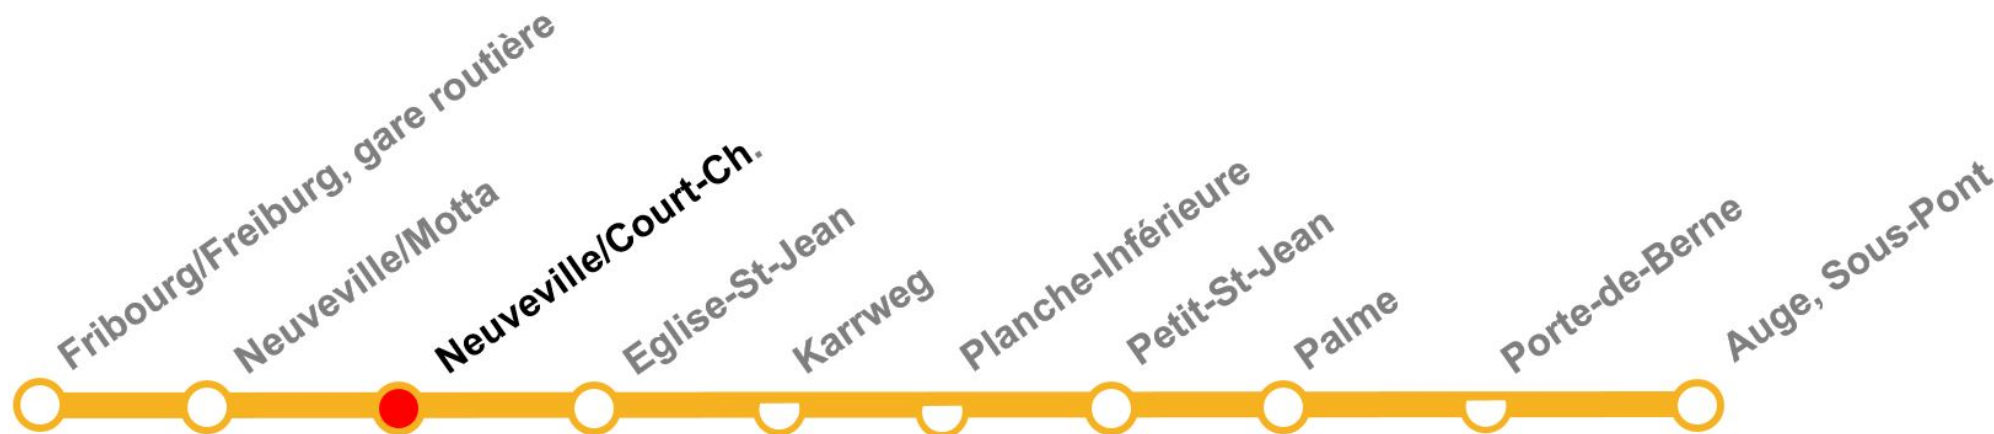 Fribourg/Freiburg, gare routière
Neuveville/Motta
Neuveville/Court-Ch.
Eglise-St-Jean
Karrweg
Planche-Inférieure
Petit-St-Jean
Palme
Porte-de-Berne
Auge, Sous-Pont